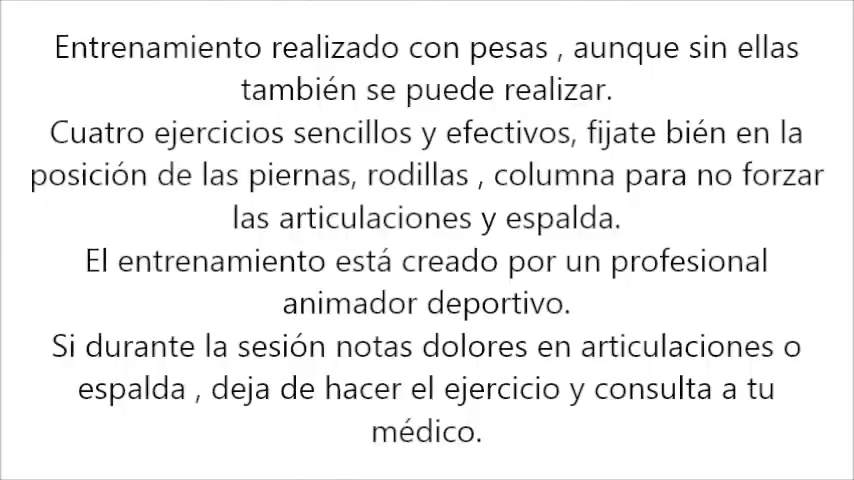 Entrenamiento realizado con pesas , aunque sin ellas
también se puede realizar.
Cuatro ejercicios sencillos y efectivos, fijate bién en la
posición de las piernas, rodillas , columna para no forzar
las articulaciones y espalda.
El entrenamiento está creado por un profesional
animador deportivo.
Si durante la sesión notas dolores en articulaciones o
espalda , deja de hacer el ejercicio y consulta a tu
médico.